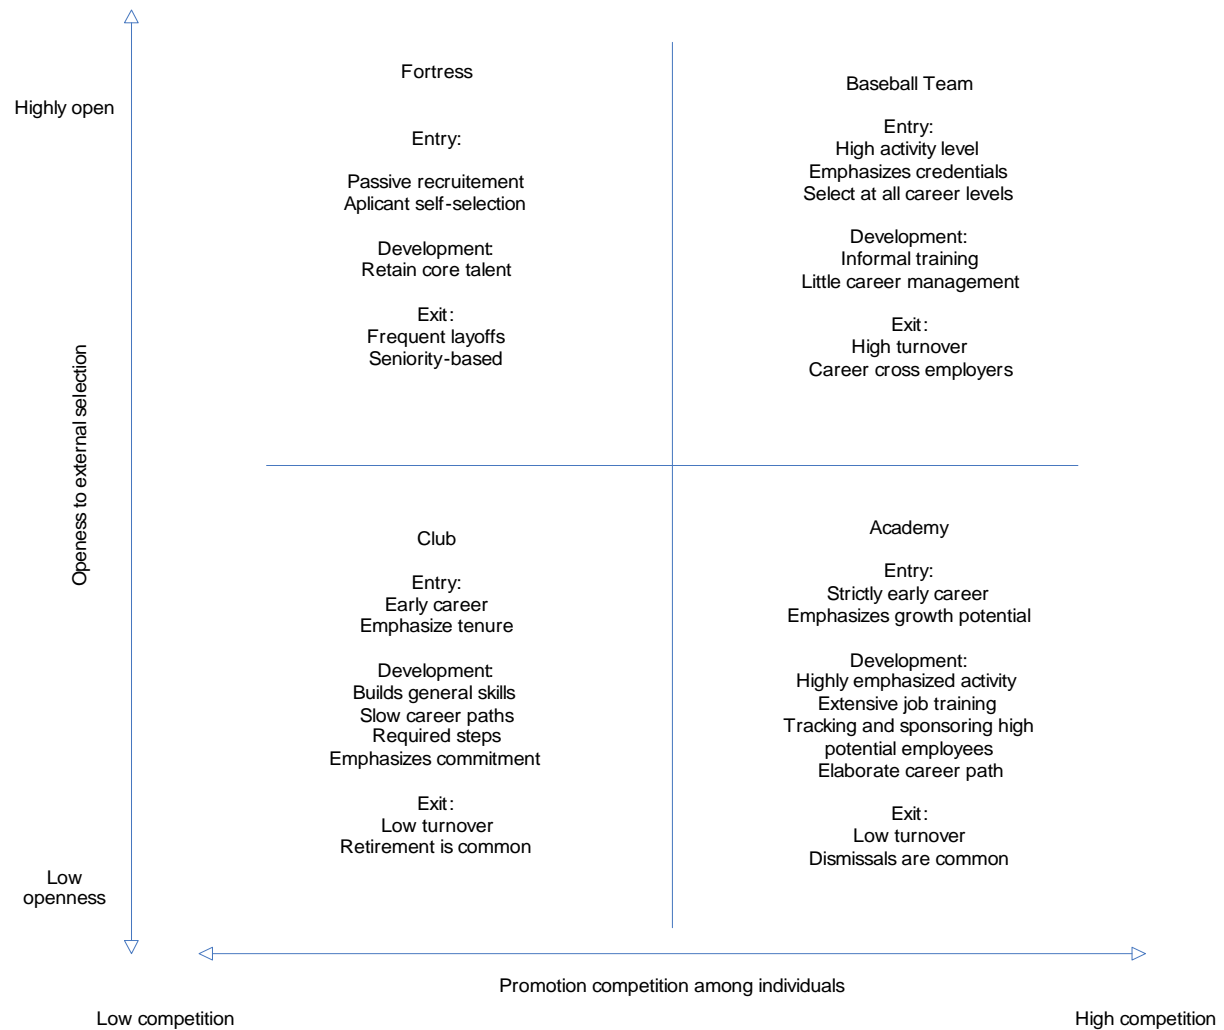 Highly open
Openess to external selection
Low
openness
Fortress
Entry:
Passive recruitement
Aplicant self-selection
Development:
Retain core talent
Exit:
Frequent layoffs
Seniority-based
Baseball Team
Entry:
High activity level
Emphasizes credentials
Select at all career levels
Development:
Informal training
Little career management
Exit:
High turnover
Career cross employers
Club
Entry:
Early career
Emphasize tenure
Development:
Builds general skills
Slow career paths
Required steps
Emphasizes commitment
Exit:
Low turnover
Retirement is common
Academy
Entry:
Strictly early career
Emphasizes growth potential
Development:
Highly emphasized activity
Extensive job training
Tracking and sponsoring high
potential employees
Elaborate career path
Exit:
Low turnover
Dismissals are common
Promotion competition among individuals
Low competition
High competition